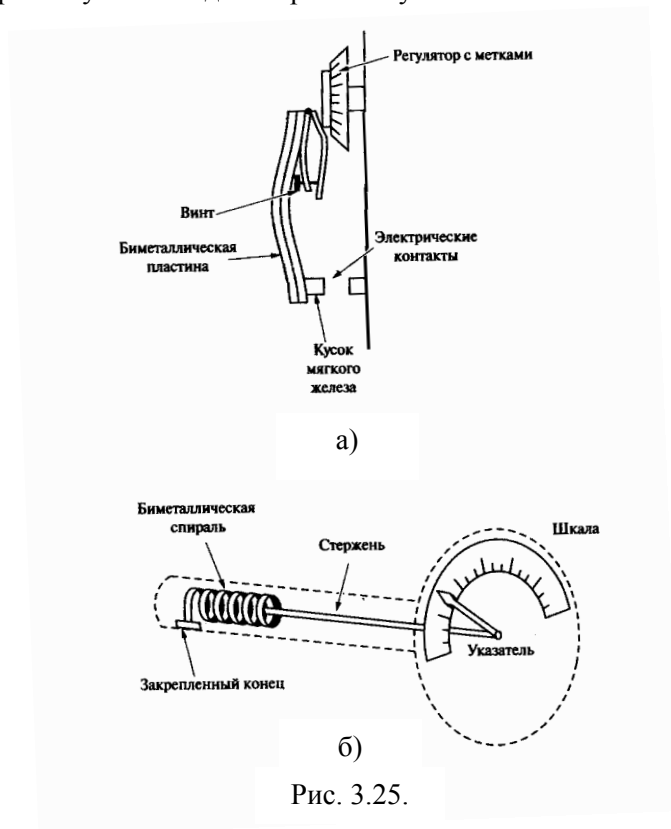 Регулятор с метками
Винт
Биметаллическая
пластина
Электрические
контакты
Кусок
мягкого
железа
а)
Биметаллическая
спираль
Стержень
Шкала
Указатель
Закрепленный конец
б)
Рис. 3.25.